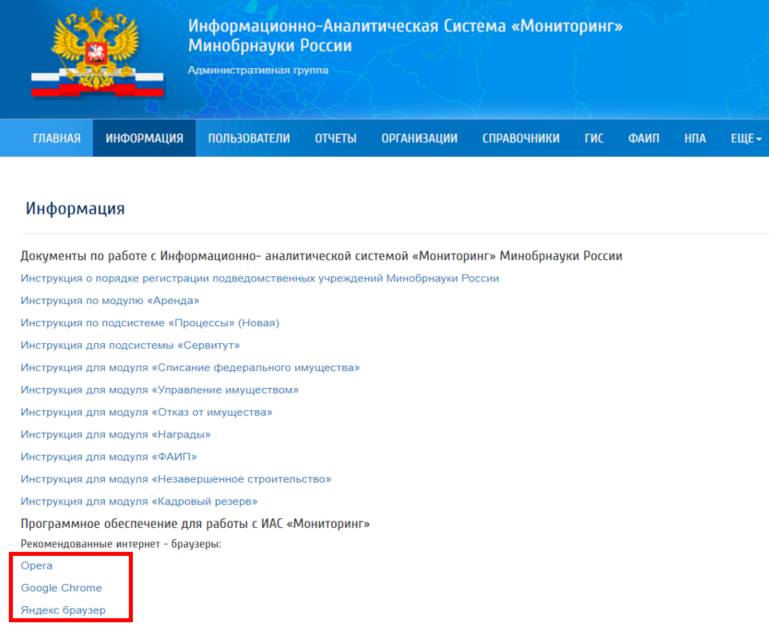 Информационно-Аналитическая Система «Мониторинг»
Минобрнауки России
Административная группа
ГЛАВНАЯ ИНФОРМАЦИЯ ПОЛЬЗОВАТЕЛИ ОТЧЕТЫ ОРГАНИЗАЦИИ СПРАВОЧНИКИ ГИС ФАИП НПА ЕЩЕ
Информация
Документы по работе с Информационно- аналитической системой «Мониторинг» Минобрнауки России
Инструкция о порядке регистрации подведомственных учреждений Минобрнауки России
Инструкция по модулю «Аренда»
Инструкция по подсистеме «Процессы» (Новая)
Инструкция для подсистемы «Сервитут»
Инструкция для модуля «Списание федерального имущества»
Инструкция для модуля «Управление имуществом»
Инструкция для модуля «Отказ от имущества»
Инструкция для модуля «Награды»
Инструкция для модуля «ФАИП»
Инструкция для модуля «Незавершенное строительство»
Инструкция для модуля «Кадровый резерв»
Программное обеспечение для работы с ИАС «Мониторинг»
Рекомендованные интернет - браузеры:
Opera
Google Chrome
Яндекс браузер